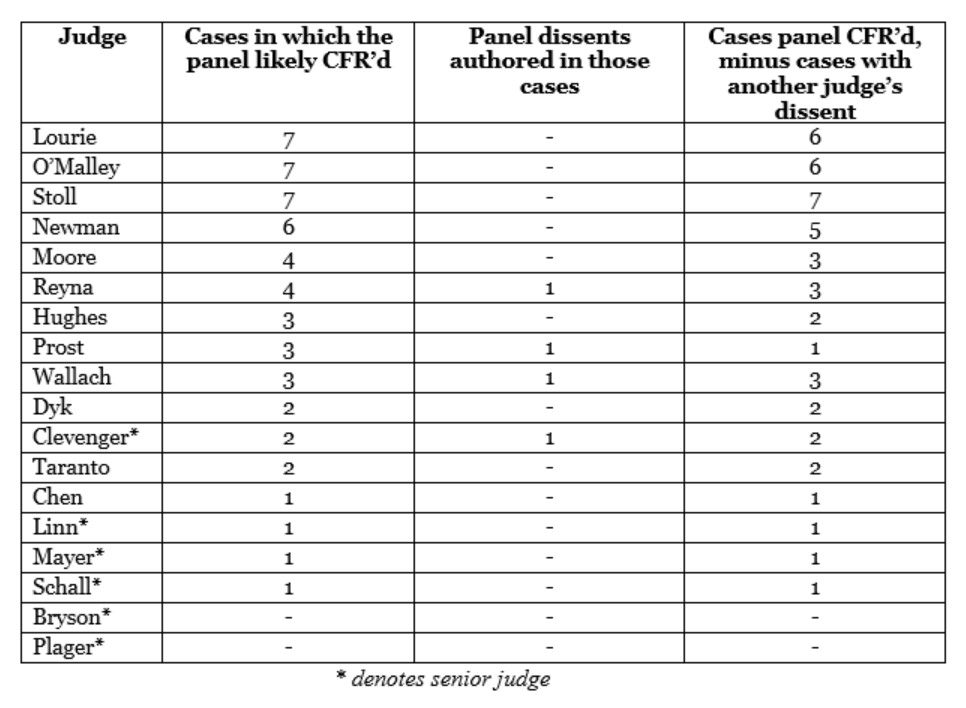 Judge Cases in which the panel likely CFR’d Panel dissents authored in those cases Cases panel CFR’d, minus cases with another judge’s dissent
Lourie 7 - 6
O’Malley 7 - 6
Stoll 7 - 7
Newman 6 - 5
Moore 4 - 3
Reyna 4 1 3
Hughes 3 - 2
Prost 3 1 1
Wallach 3 1 3
Dyk 2 - 2
Clevenger* 2 1 2
Taranto 2 - 2
Chen 1 - 1
Linn* 1 - 1
Mayer* 1 - 1
Schall* 1 - 1
Bryson* - - -
Plager* - - -
* denotes senior judge